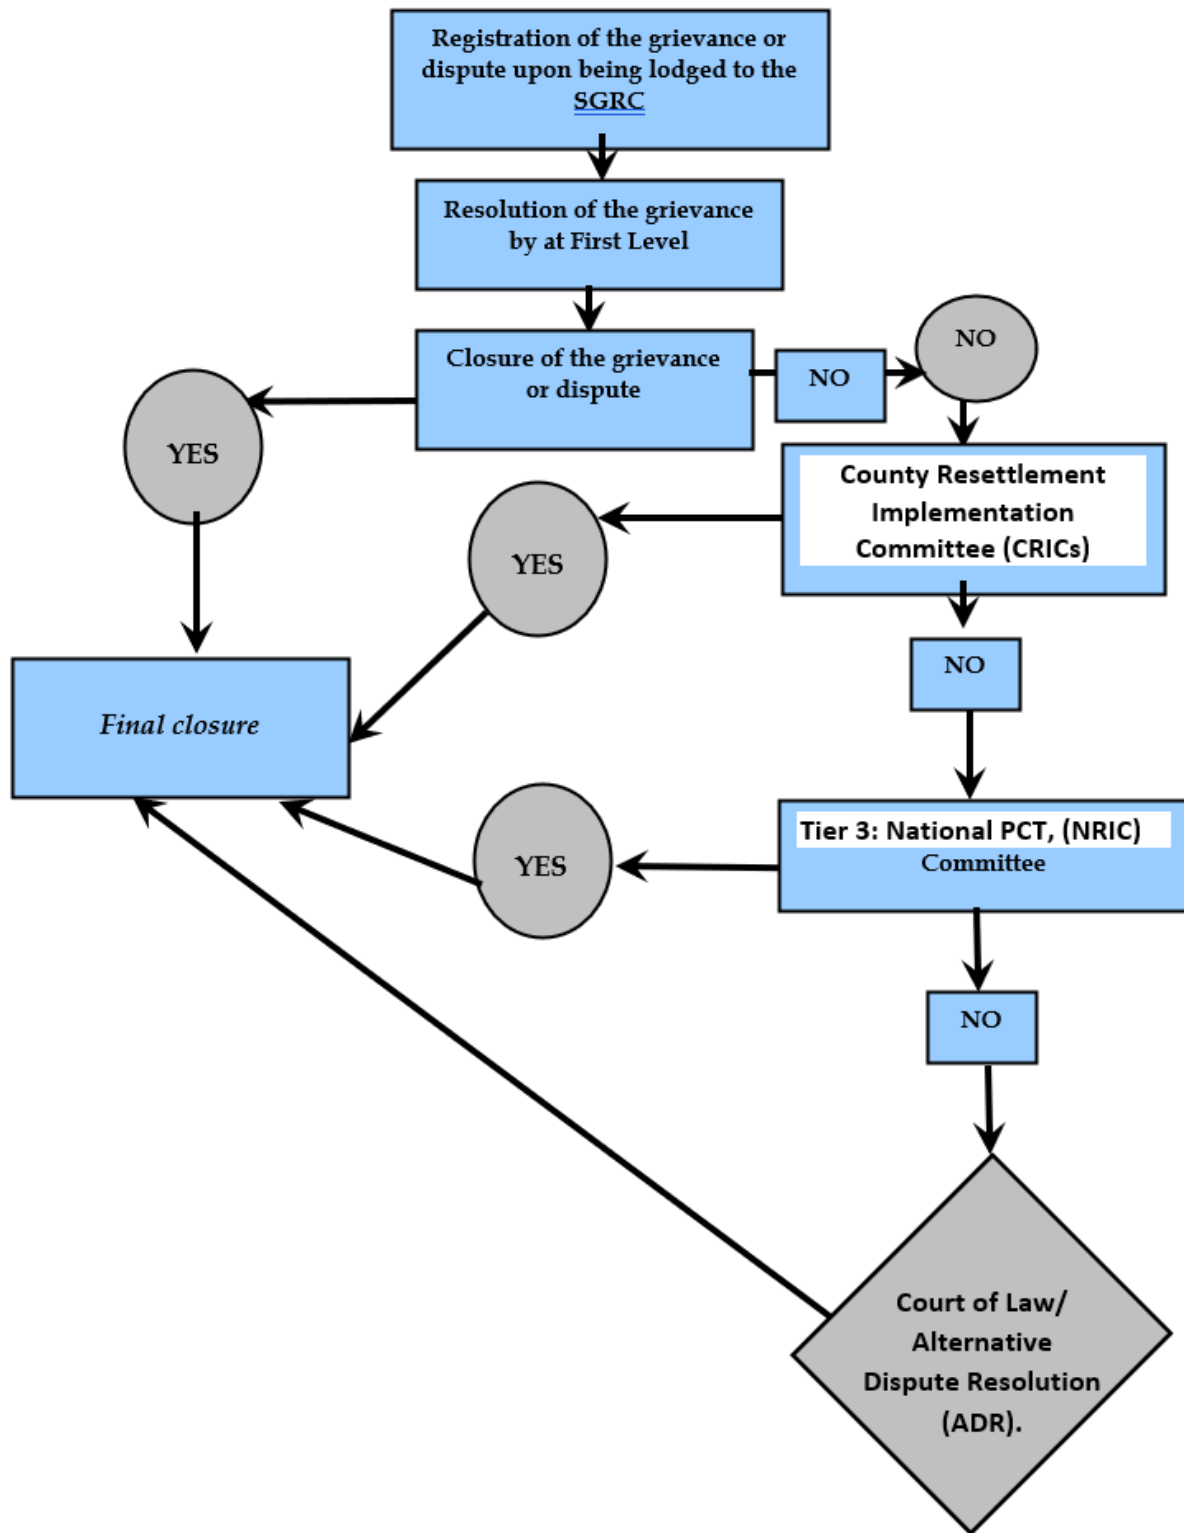 Registration of the grievance or
dispute upon being lodged to the
SGRC
Resolution of the grievance
by at First Level
Closure of the grievance
or dispute
NO
NO
YES
County Resettlement
Implementation
Committee (CRICs)
YES
NO
Final closure
Tier 3: National PCT, (NRIC)
Committee
YES
NO
Court of Law/
Alternative
Dispute Resolution
(ADR).